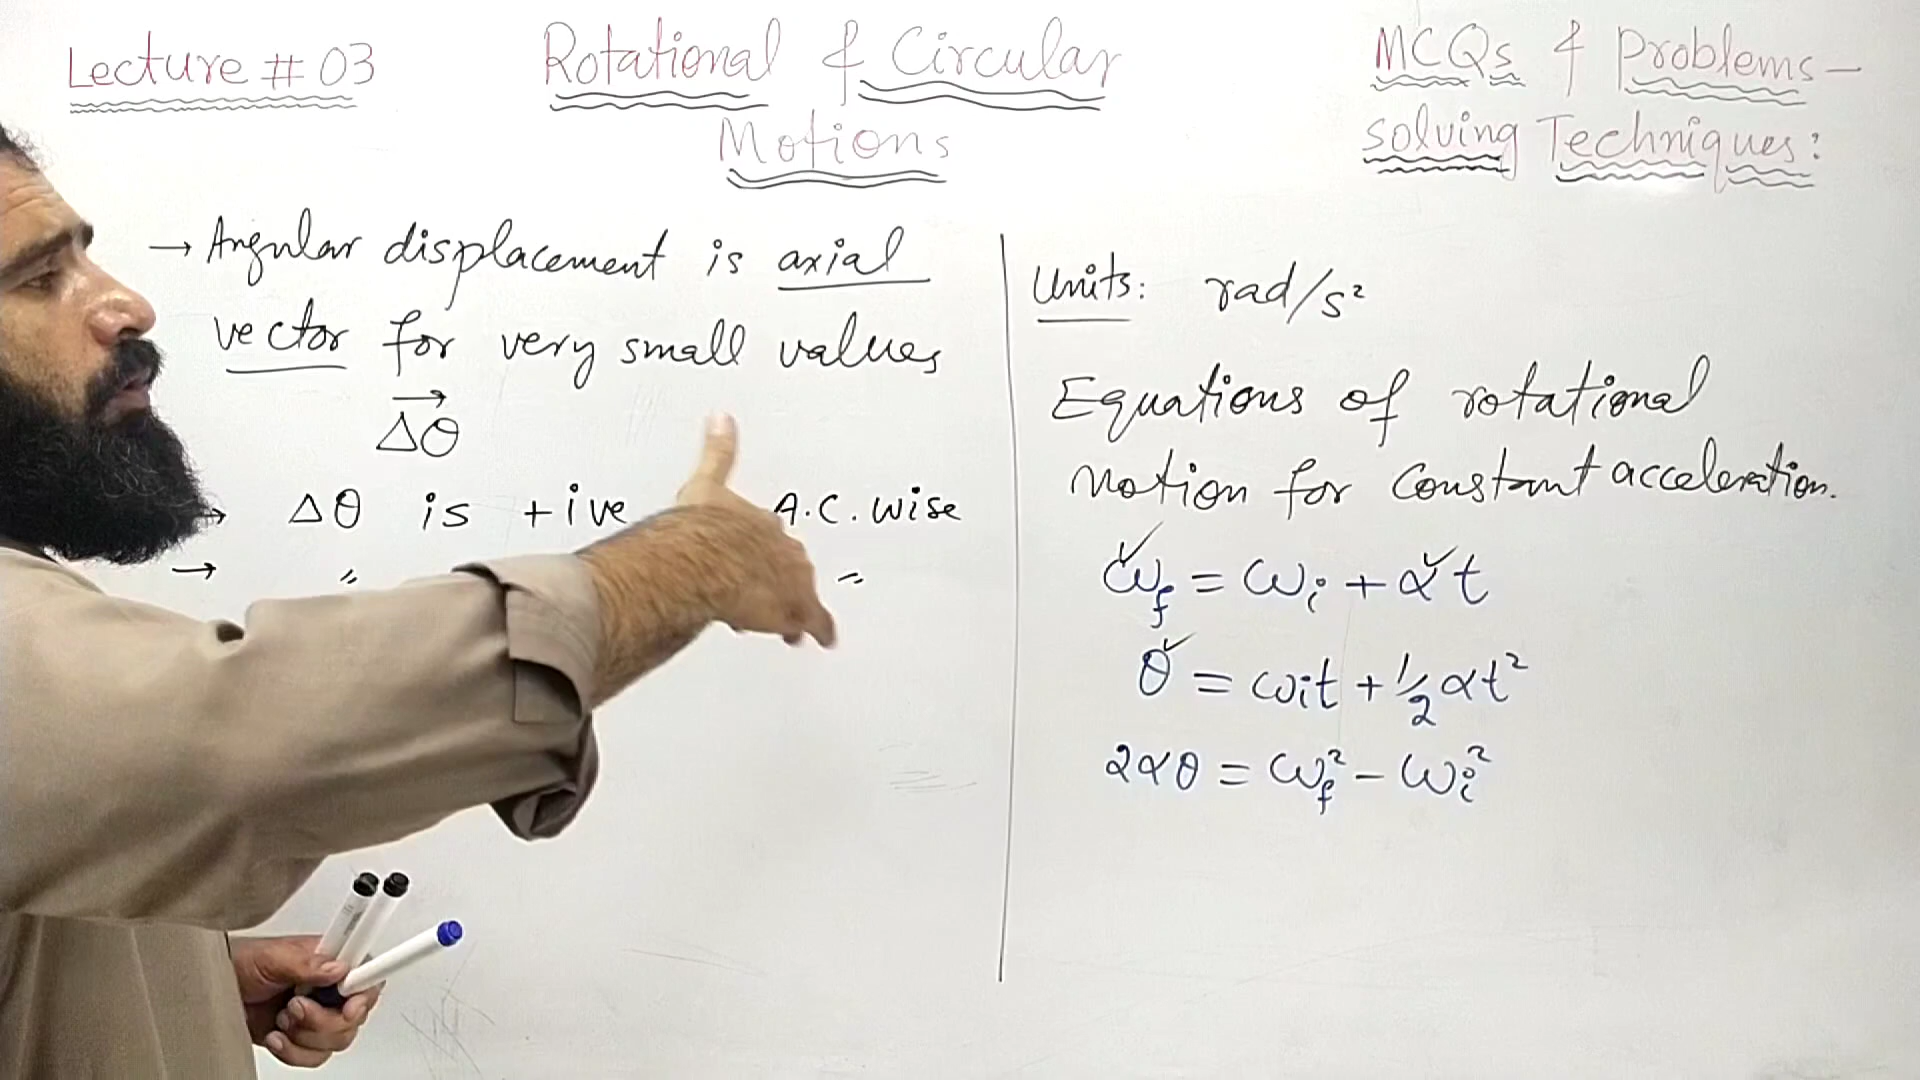 Lecture # 03
Rotational & Circular
Motions
MCQs & Problems-
solving Techniques:
→ Angular displacement is axial
vector for very small values
Δθ
→ Δθ is +ive A.C.wise
→〃 〃
Units: rad/s²
Equations of rotational
Motion for Constant acceleration.
ωf = ωi + αt
θ = ωit + 1/2 αt²
2αθ = ωf² - ωi²